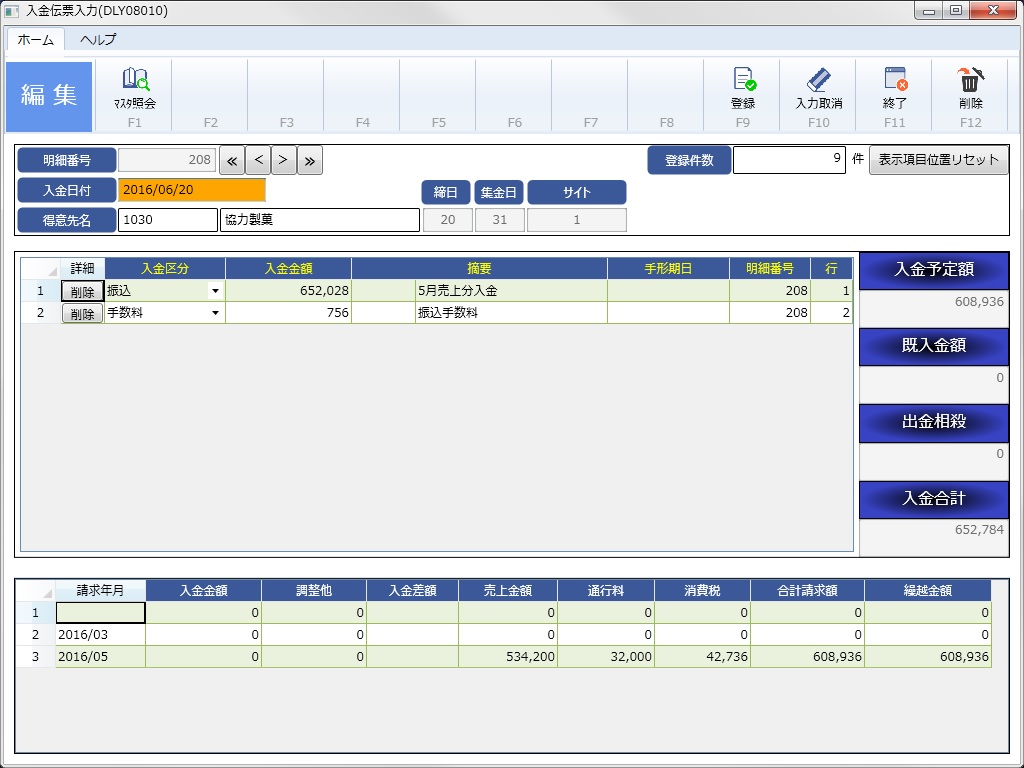 入金伝票入力(DLY08010)
ホーム ヘルプ
編集
ﾏｽﾀ照会 登録 入力取消 終了 削除
F1 F2 F3 F4 F5 F6 F7 F8 F9 F10 F11 F12
明細番号 208 « < > » 登録件数 9 件 表示項目位置リセット
入金日付 2016/06/20 締日 集金日 サイト
得意先名 1030 協力製菓 20 31 1
詳細 入金区分 入金金額 摘要 手形期日 明細番号 行
1 削除 振込 652,028 5月売上分入金 208 1
2 削除 手数料 756 振込手数料 208 2
入金予定額
608,936
既入金額
0
出金相殺
0
入金合計
652,784
請求年月 入金金額 調整他 入金差額 売上金額 通行料 消費税 合計請求額 繰越金額
1 0 0 0 0 0 0 0
2 2016/03 0 0 0 0 0 0 0
3 2016/05 0 0 534,200 32,000 42,736 608,936 608,936